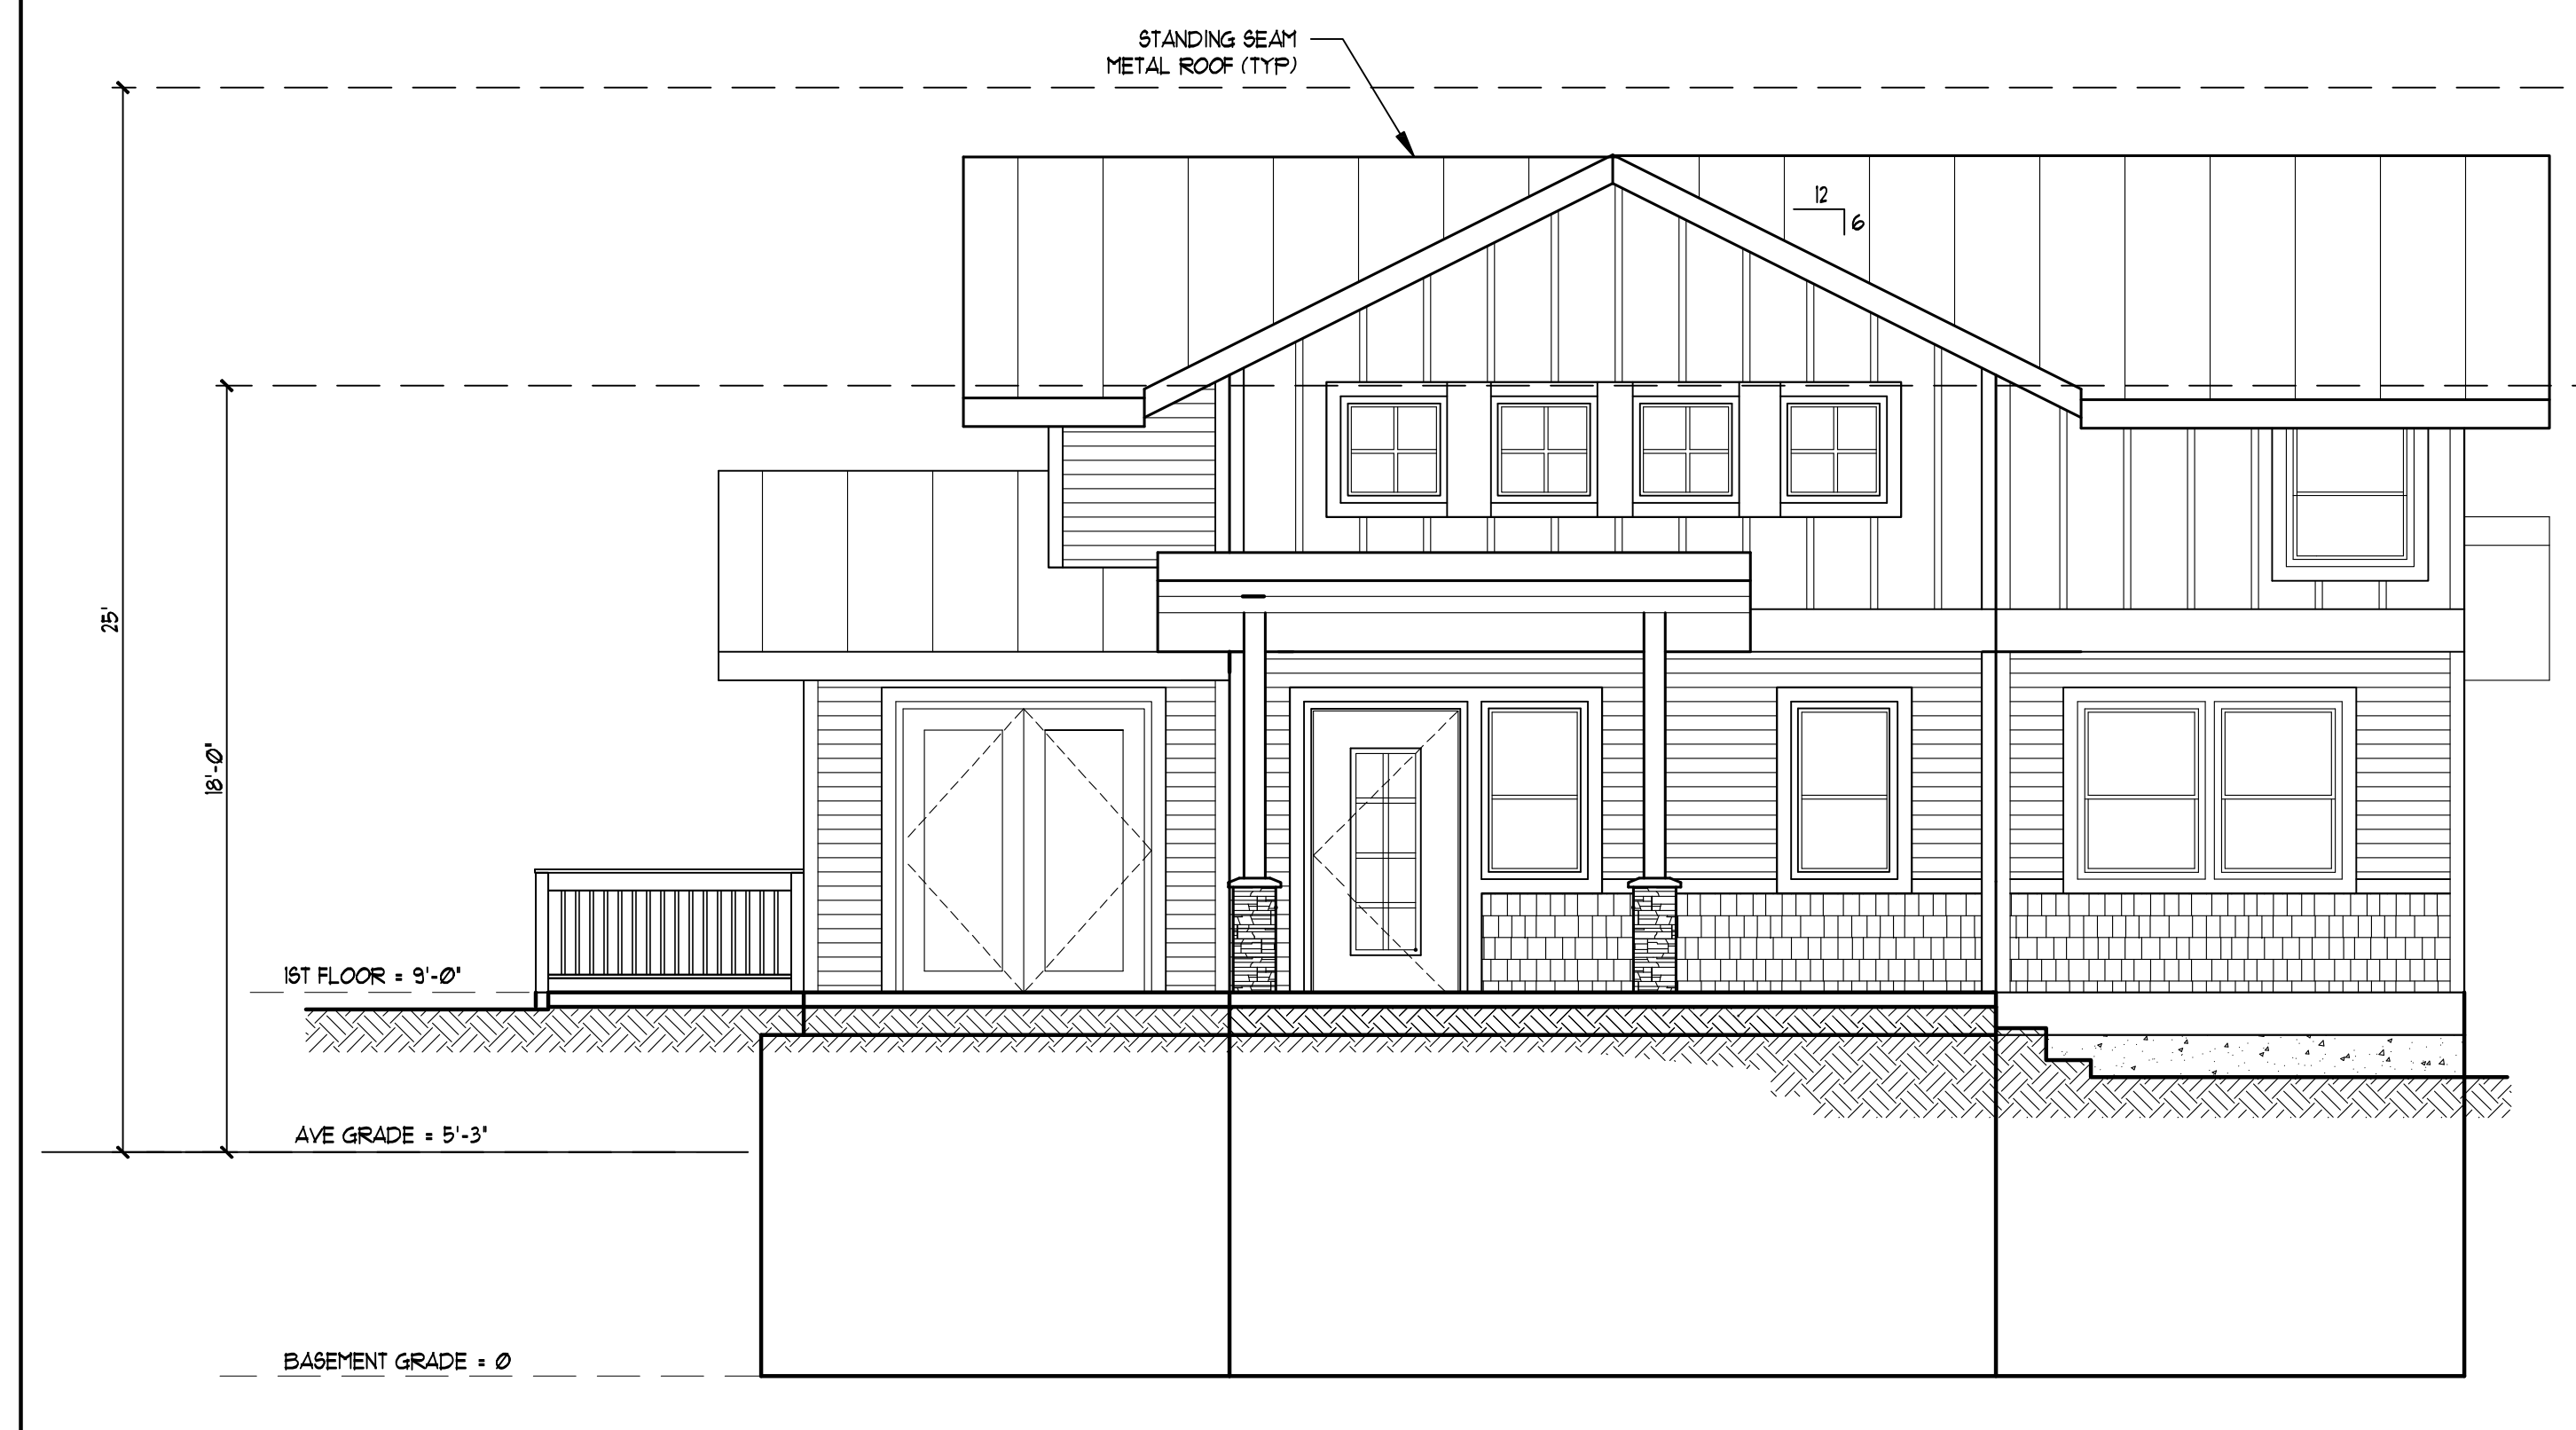 STANDING SEAM
METAL ROOF (TYP)
12
6
25'
18'-0"
1ST FLOOR = 9'-0"
AVE GRADE = 5'-3"
BASEMENT GRADE = 0